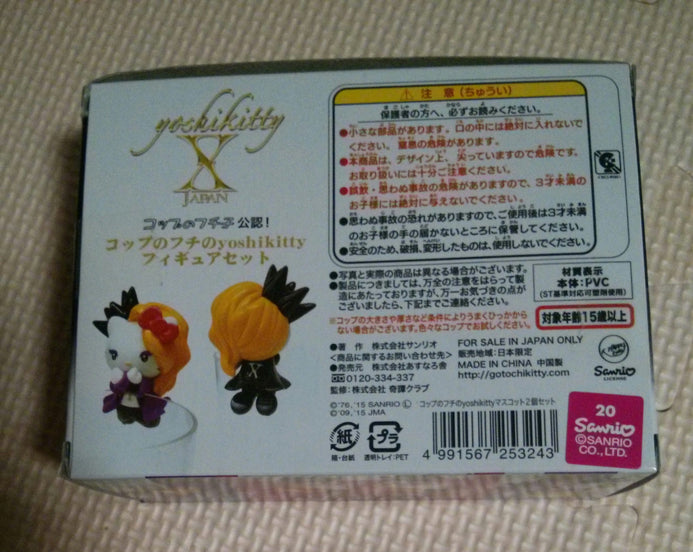 yoshikitty
X
JAPAN
コップのフチ子公認!
コップのフチのyoshikitty
フィギュアセット
注意(ちゅうい)
保護者の方へ、必ずお読みください。
●小さな部品があります。口の中には絶対に入れないで
ください。窒息の危険があります。
●本商品は、デザイン上、尖っていますので危険です。
お取り扱いには十分ご注意ください。
●誤飲・思わぬ事故の危険がありますので、3才未満の
お子様には絶対に与えないでください。
●思わぬ事故の恐れがありますので、ご使用後は3才未満
のお子様の手の届かないところに保管してください。
●安全のため、破損、変形したものは、使用しないでください。
●写真と実際の商品は異なる場合がございます。
●製品につきましては、万全の注意をはらって製
造にあたっておりますが、万一お気づきの点が
ございましたら、下記までご連絡ください。
※コップの大きさや厚さなど条件によりうまくひっかから
ない場合がございます。色々なコップでお試しください。
材質表示
本体:PVC
(ST基準対応可塑剤使用)
対象年齢15歳以上
●著 作 株式会社サンリオ
<商品に関するお問い合わせ先>
●発売元 株式会社あすなろ舎
0120-334-337
監修:株式会社 奇譚クラブ
FOR SALE IN JAPAN ONLY
販売地域:日本限定
MADE IN CHINA 中国製
http://gotochikitty.com
Sanrio
LICENSE
©'76, '15 SANRIO Ⓛ
©'09, '15 JMA
コップのフチのyoshikittyマスコット2個セット
紙
箱・台紙
プラ
透明トレイ:PET
4 991567 253243
20
Sanrio
©SANRIO
CO.,LTD.